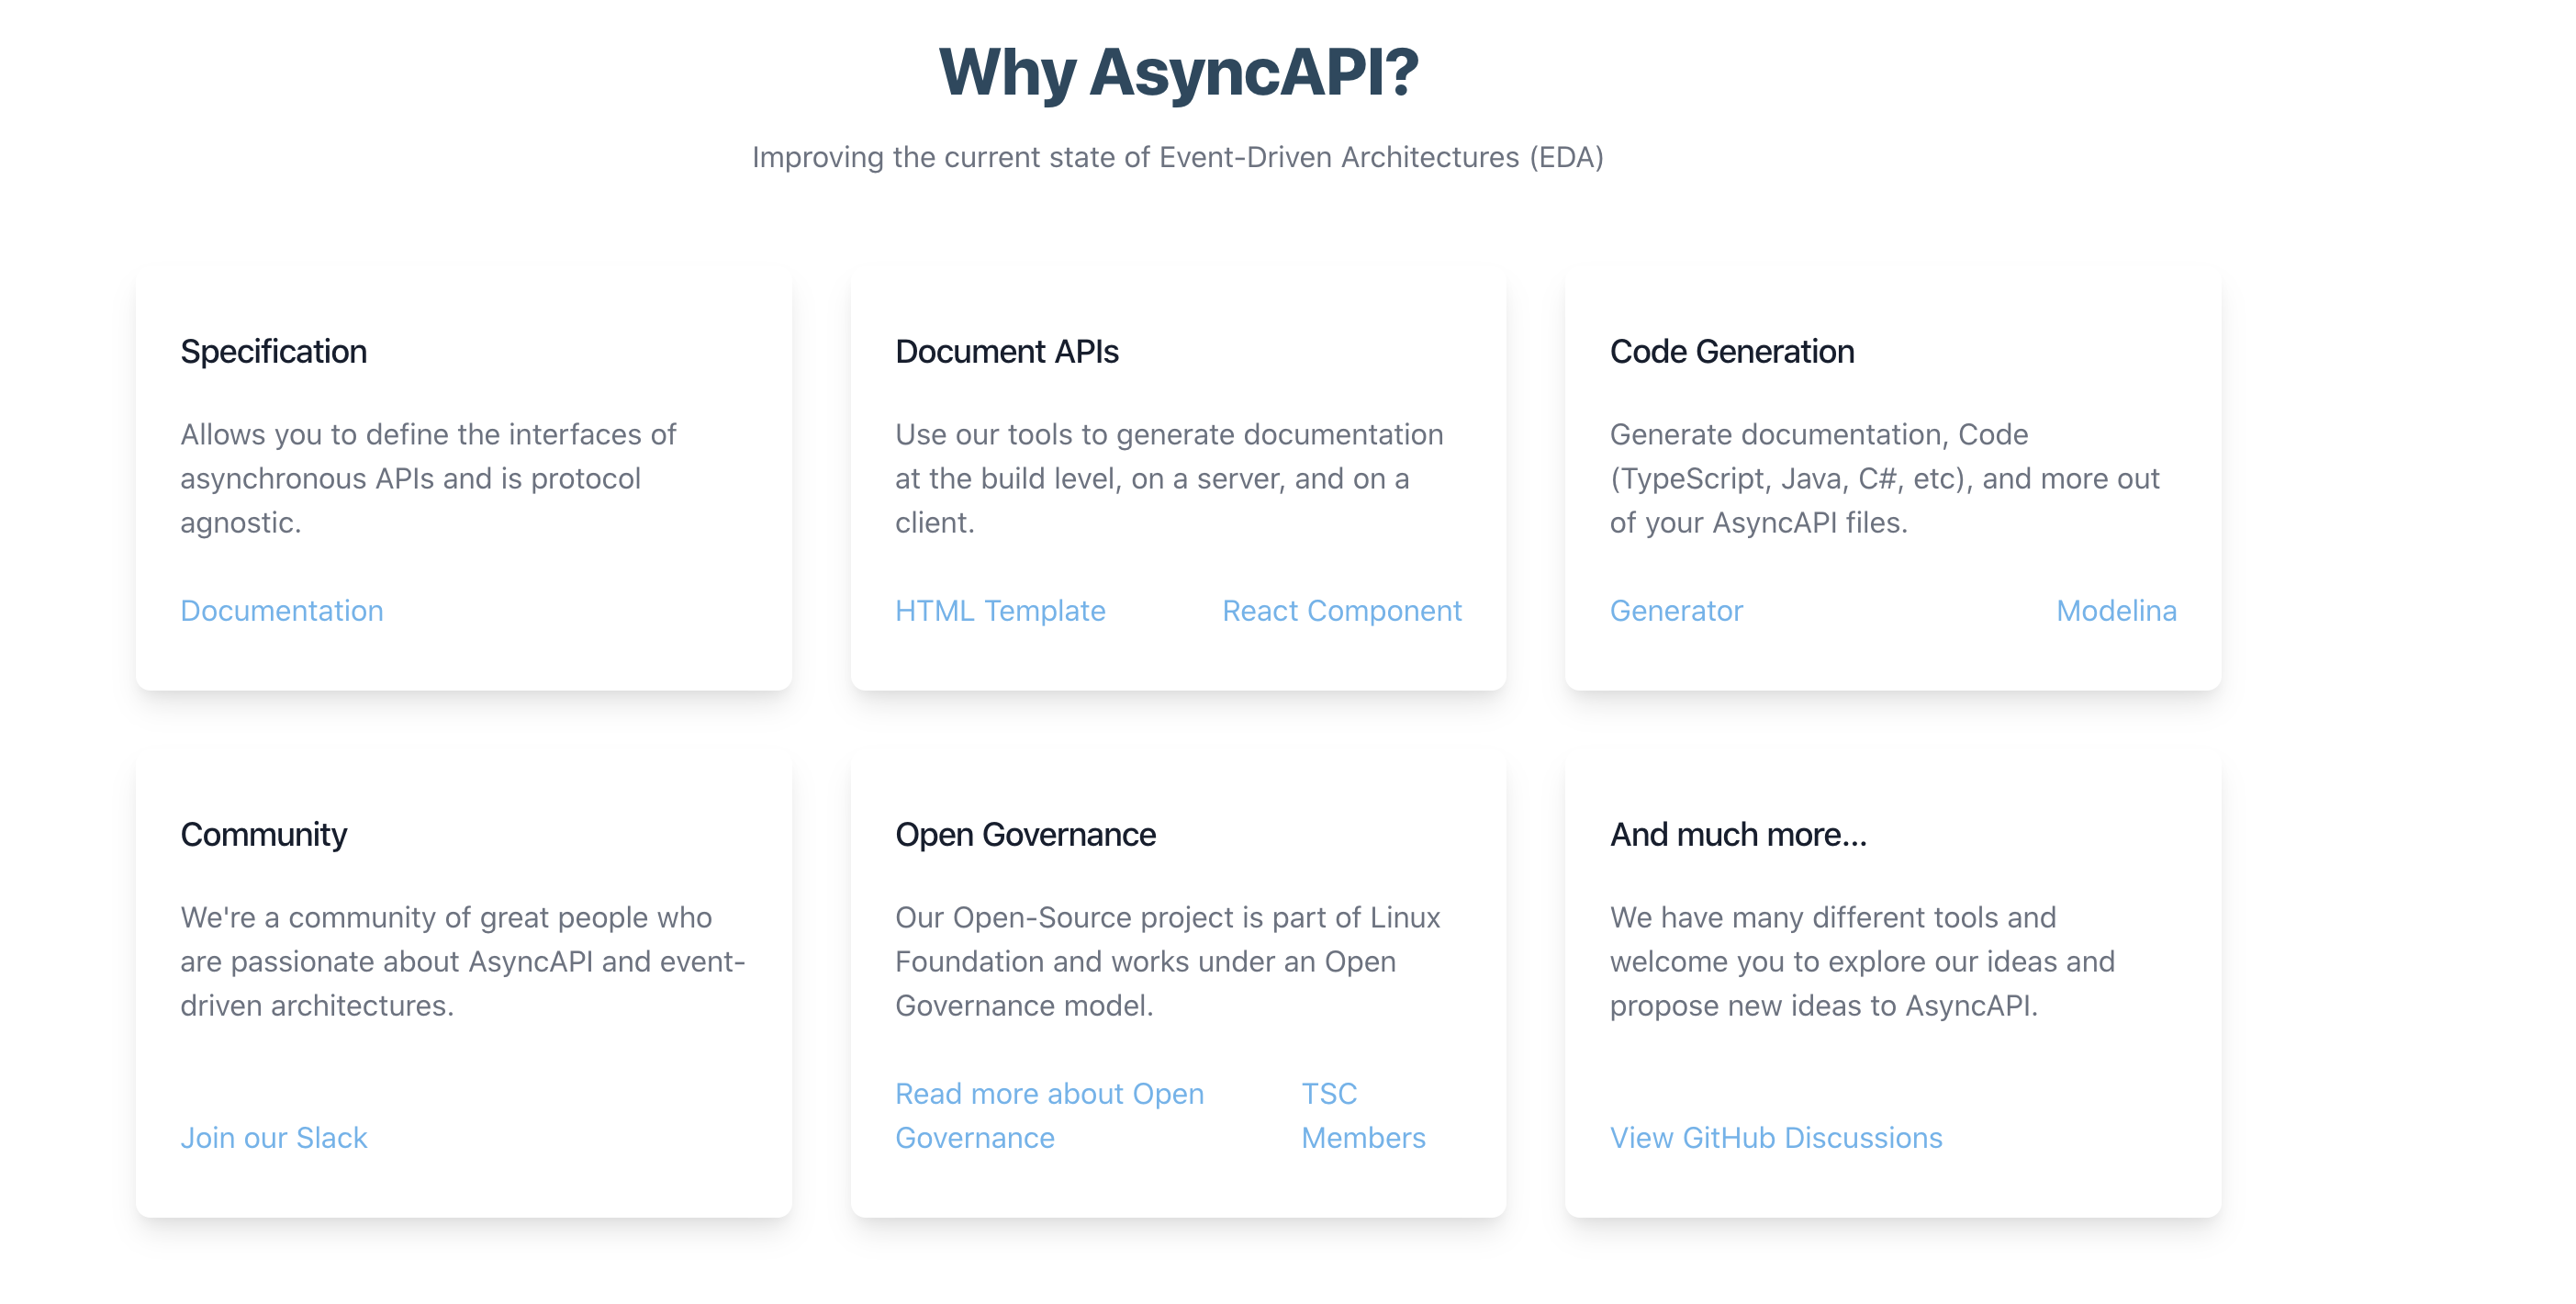 Why AsyncAPI?
Improving the current state of Event-Driven Architectures (EDA)
Specification
Allows you to define the interfaces of
asynchronous APIs and is protocol
agnostic.
Documentation
Document APIs
Use our tools to generate documentation
at the build level, on a server, and on a
client.
HTML Template
React Component
Code Generation
Generate documentation, Code
(TypeScript, Java, C#, etc), and more out
of your AsyncAPI files.
Generator
Modelina
Community
We're a community of great people who
are passionate about AsyncAPI and event-
driven architectures.
Join our Slack
Open Governance
Our Open-Source project is part of Linux
Foundation and works under an Open
Governance model.
Read more about Open
Governance
TSC
Members
And much more...
We have many different tools and
welcome you to explore our ideas and
propose new ideas to AsyncAPI.
View GitHub Discussions